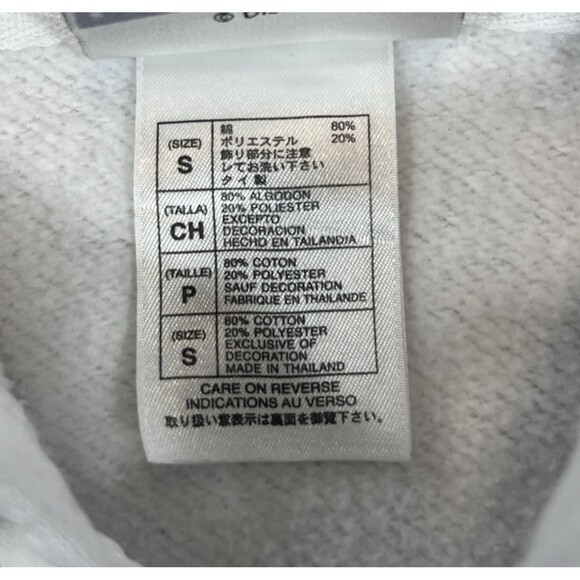 (SIZE)
S
綿 80%
ポリエステル 20%
飾り部分に注意
レてお洗い下さい
タイ製
(TALLA)
CH
80% ALGODON
20% POLIESTER
EXCEPTO
DECORACION
HECHO EN TAILANDIA
(TAILLE)
P
80% COTON
20% POLYESTER
SAUF DECORATION
FABRIQUE EN THAILANDE
(SIZE)
S
80% COTTON
20% POLYESTER
EXCLUSIVE OF
DECORATION
MADE IN THAILAND
CARE ON REVERSE
INDICATIONS AU VERSO
取り扱い意表示は裏面を御覧下さい。